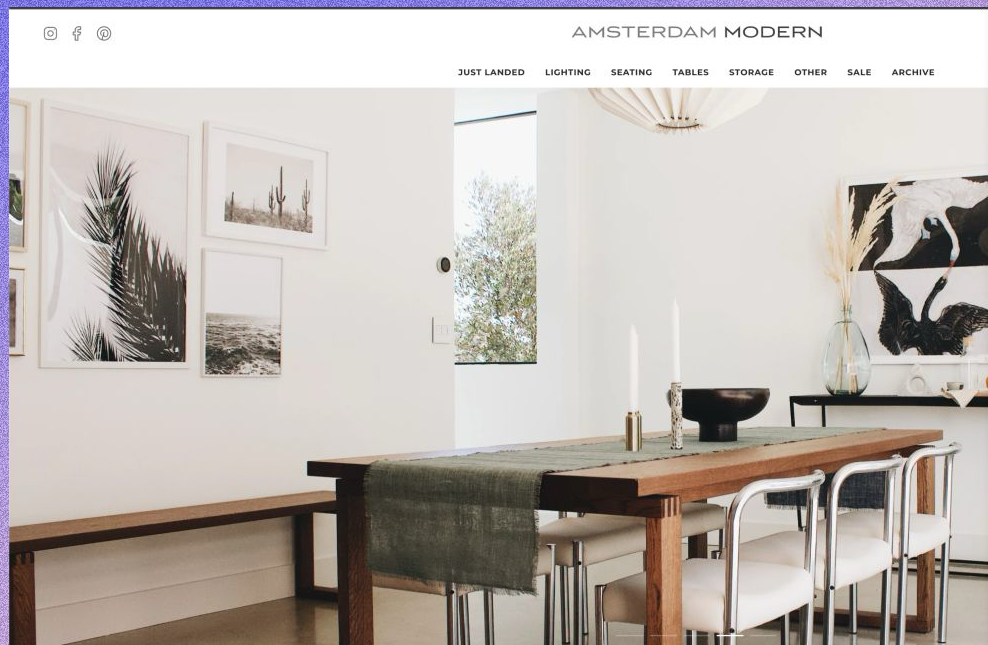 AMSTERDAM MODERN
JUST LANDED LIGHTING SEATING TABLES STORAGE OTHER SALE ARCHIVE